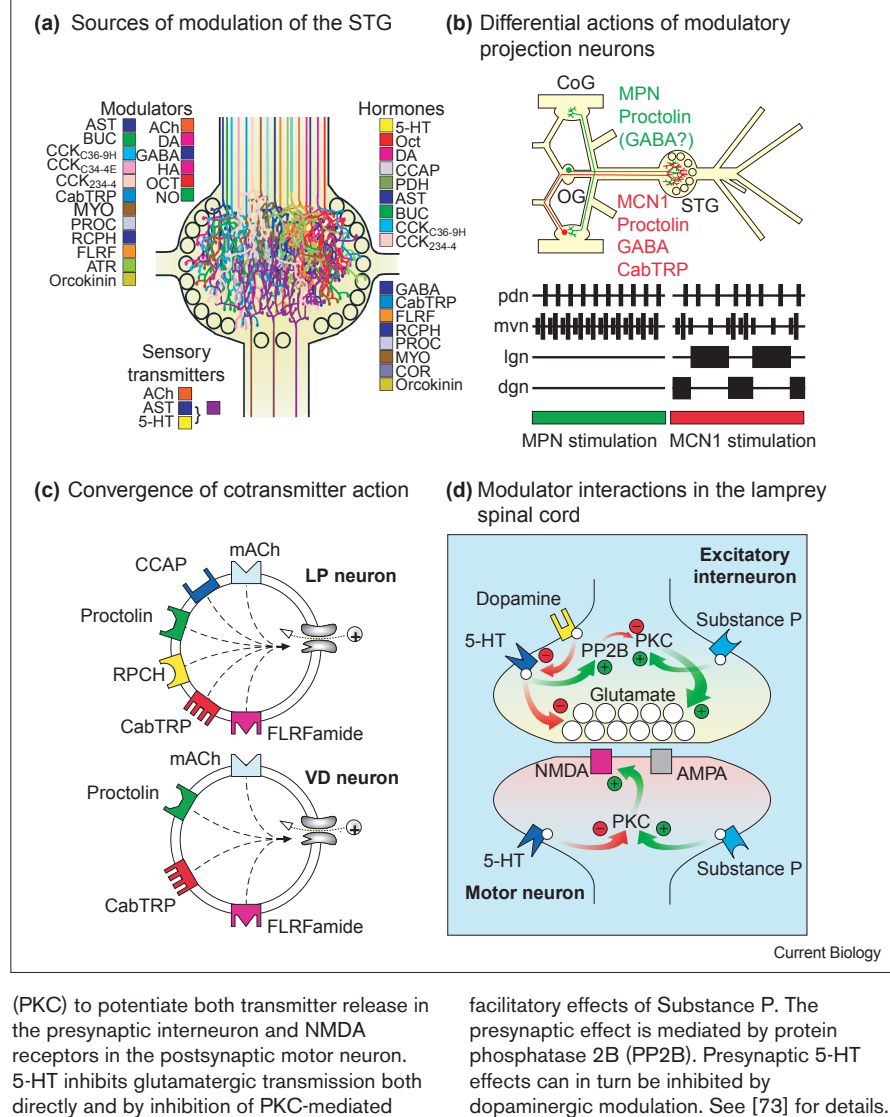 (a) Sources of modulation of the STG
Modulators
AST
BUC
CCKC36-9H
CCKC34-4E
CCK234-4
CabTRP
MYO
PROC
RCPH
FLRF
ATR
Orcokinin
ACh
DA
GABA
HA
OCT
NO
Hormones
5-HT
Oct
DA
CCAP
PDH
AST
BUC
CCKC36-9H
CCK234-4
GABA
CabTRP
FLRF
RCPH
PROC
MYO
COR
Orcokinin
Sensory
transmitters
ACh
AST
5-HT
}
(b) Differential actions of modulatory
projection neurons
CoG
MPN
Proctolin
(GABA?)
OG
STG
MCN1
Proctolin
GABA
CabTRP
pdn
mvn
lgn
dgn
MPN stimulation
MCN1 stimulation
(c) Convergence of cotransmitter action
mACh
CCAP
LP neuron
Proctolin
+
RPCH
CabTRP
FLRFamide
mACh
VD neuron
Proctolin
+
CabTRP
FLRFamide
(d) Modulator interactions in the lamprey
spinal cord
Excitatory
interneuron
Dopamine
Substance P
5-HT
− PP2B − PKC
+ +
Glutamate
− +
NMDA
AMPA
+
− PKC +
5-HT
Substance P
Motor neuron
Current Biology
(PKC) to potentiate both transmitter release in
the presynaptic interneuron and NMDA
receptors in the postsynaptic motor neuron.
5-HT inhibits glutamatergic transmission both
directly and by inhibition of PKC-mediated
facilitatory effects of Substance P. The
presynaptic effect is mediated by protein
phosphatase 2B (PP2B). Presynaptic 5-HT
effects can in turn be inhibited by
dopaminergic modulation. See [73] for details.